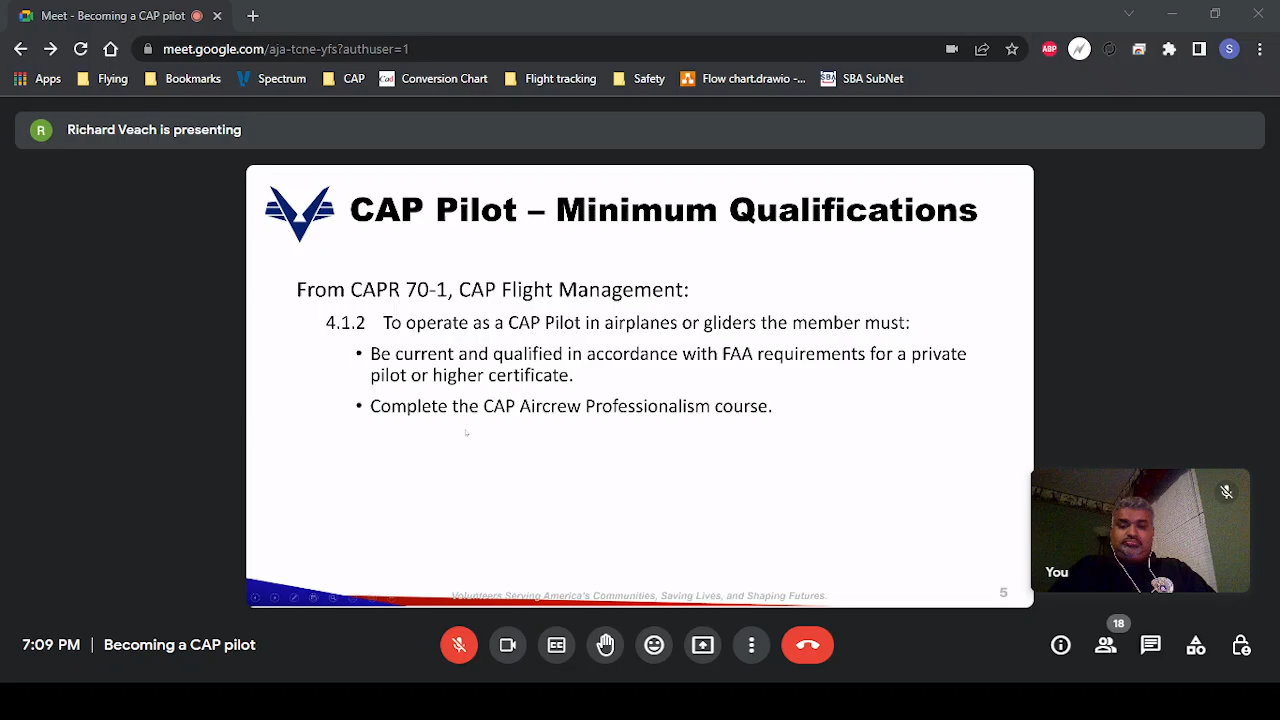 Meet - Becoming a CAP pilot
meet.google.com/aja-tcne-yfs?authuser=1
ABP
S
Apps
Flying
Bookmarks
Spectrum
CAP
Cad
Conversion Chart
Flight tracking
Safety
Flow chart.drawio -...
SBA
SBA SubNet
R
Richard Veach is presenting
CAP Pilot – Minimum Qualifications
From CAPR 70-1, CAP Flight Management:
4.1.2 To operate as a CAP Pilot in airplanes or gliders the member must:
• Be current and qualified in accordance with FAA requirements for a private
pilot or higher certificate.
• Complete the CAP Aircrew Professionalism course.
You
Volunteers Serving America's Communities, Saving Lives, and Shaping Futures.
5
7:09 PM | Becoming a CAP pilot
CC
18